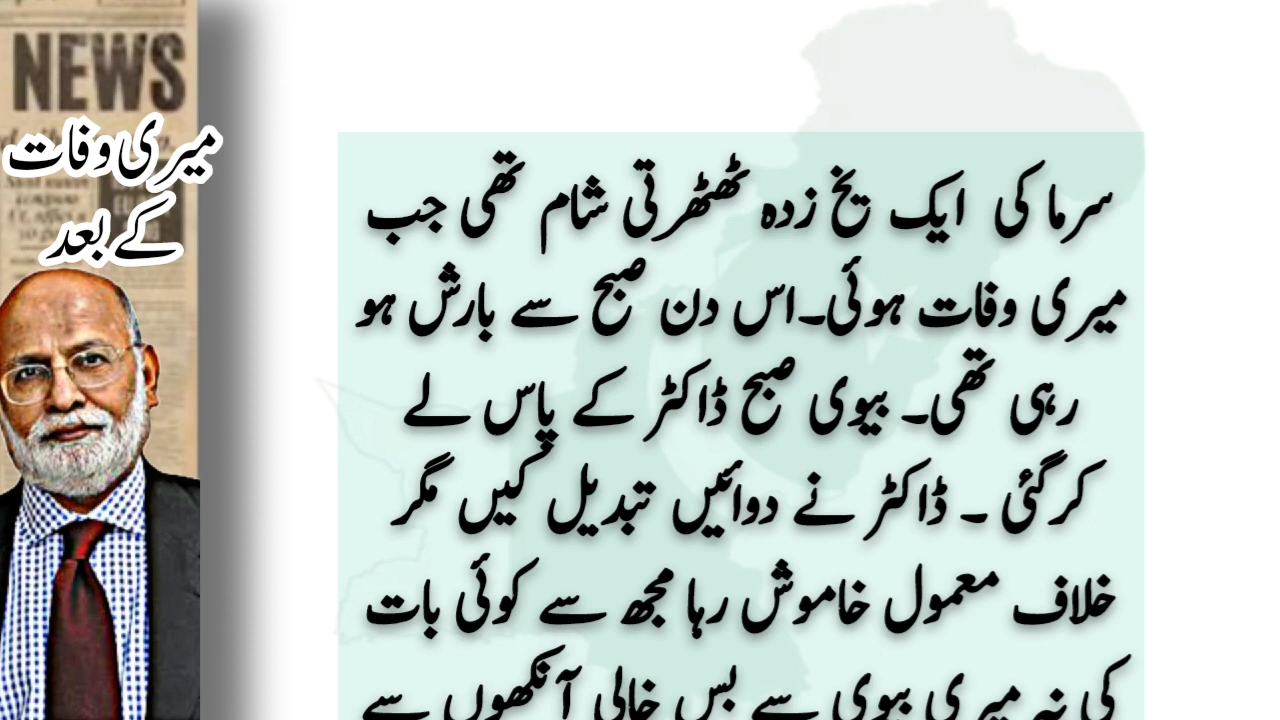 NEWS
میری وفات
کے بعد
سرما کی ایک یخ زدہ ٹھٹھرتی شام تھی جب
میری وفات ہوئی۔اس دن صبح سے بارش ہو
رہی تھی۔ بیوی صبح ڈاکٹر کے پاس لے
کرگئی ۔ ڈاکٹر نے دوائیں تبدیل کیں مگر
خلاف معمول خاموش رہا مجھ سے کوئی بات
کی نہ میری بیوی سے بس خالی آنکھوں سے